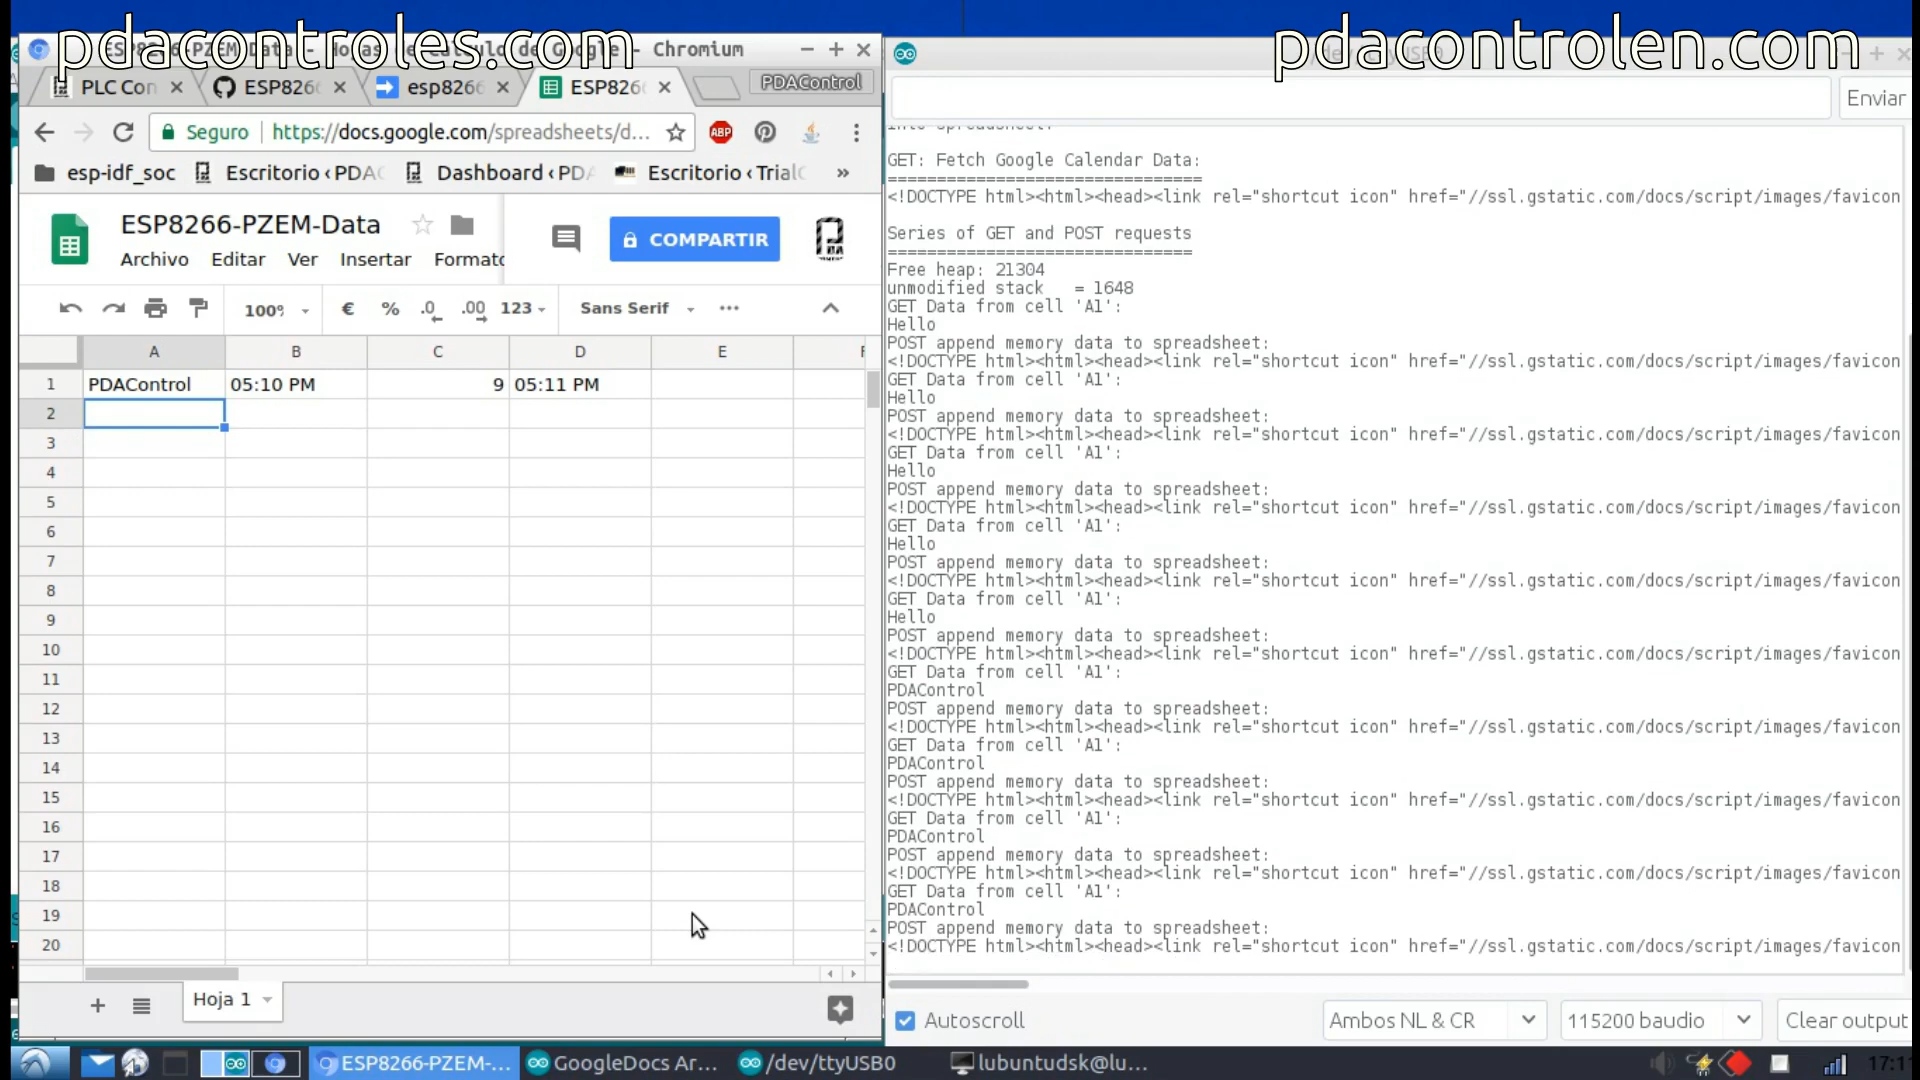 pdacontroles.com
pdacontrolen.com
Chromium
PLC Con
ESP826
esp8266
ESP826
PDAControl
Seguro
https://docs.google.com/spreadsheets/d...
ABP
esp-idf_soc
Escritorio ‹ PDA
Dashboard ‹ PD
Escritorio ‹ Trial
»
ESP8266-PZEM-Data
COMPARTIR
Archivo Editar Ver Insertar Formato
100% € % .0 .00 123 Sans Serif
A B C D E
1 PDAControl 05:10 PM 9 05:11 PM
2
3
4
5
6
7
8
9
10
11
12
13
14
15
16
17
18
19
20
+ Hoja 1
Enviar
into spreadsheet:
GET: Fetch Google Calendar Data:
================================
<!DOCTYPE html><html><head><link rel="shortcut icon" href="//ssl.gstatic.com/docs/script/images/favicon
Series of GET and POST requests
===============================
Free heap: 21304
unmodified stack   = 1648
GET Data from cell 'A1':
Hello
POST append memory data to spreadsheet:
<!DOCTYPE html><html><head><link rel="shortcut icon" href="//ssl.gstatic.com/docs/script/images/favicon
GET Data from cell 'A1':
Hello
POST append memory data to spreadsheet:
<!DOCTYPE html><html><head><link rel="shortcut icon" href="//ssl.gstatic.com/docs/script/images/favicon
GET Data from cell 'A1':
Hello
POST append memory data to spreadsheet:
<!DOCTYPE html><html><head><link rel="shortcut icon" href="//ssl.gstatic.com/docs/script/images/favicon
GET Data from cell 'A1':
Hello
POST append memory data to spreadsheet:
<!DOCTYPE html><html><head><link rel="shortcut icon" href="//ssl.gstatic.com/docs/script/images/favicon
GET Data from cell 'A1':
Hello
POST append memory data to spreadsheet:
<!DOCTYPE html><html><head><link rel="shortcut icon" href="//ssl.gstatic.com/docs/script/images/favicon
GET Data from cell 'A1':
PDAControl
POST append memory data to spreadsheet:
<!DOCTYPE html><html><head><link rel="shortcut icon" href="//ssl.gstatic.com/docs/script/images/favicon
GET Data from cell 'A1':
PDAControl
POST append memory data to spreadsheet:
<!DOCTYPE html><html><head><link rel="shortcut icon" href="//ssl.gstatic.com/docs/script/images/favicon
GET Data from cell 'A1':
PDAControl
POST append memory data to spreadsheet:
<!DOCTYPE html><html><head><link rel="shortcut icon" href="//ssl.gstatic.com/docs/script/images/favicon
GET Data from cell 'A1':
PDAControl
POST append memory data to spreadsheet:
<!DOCTYPE html><html><head><link rel="shortcut icon" href="//ssl.gstatic.com/docs/script/images/favicon
Autoscroll
Ambos NL & CR
115200 baudio
Clear output
ESP8266-PZEM-...
GoogleDocs Ar...
/dev/ttyUSB0
lubuntudsk@lu...
17:1